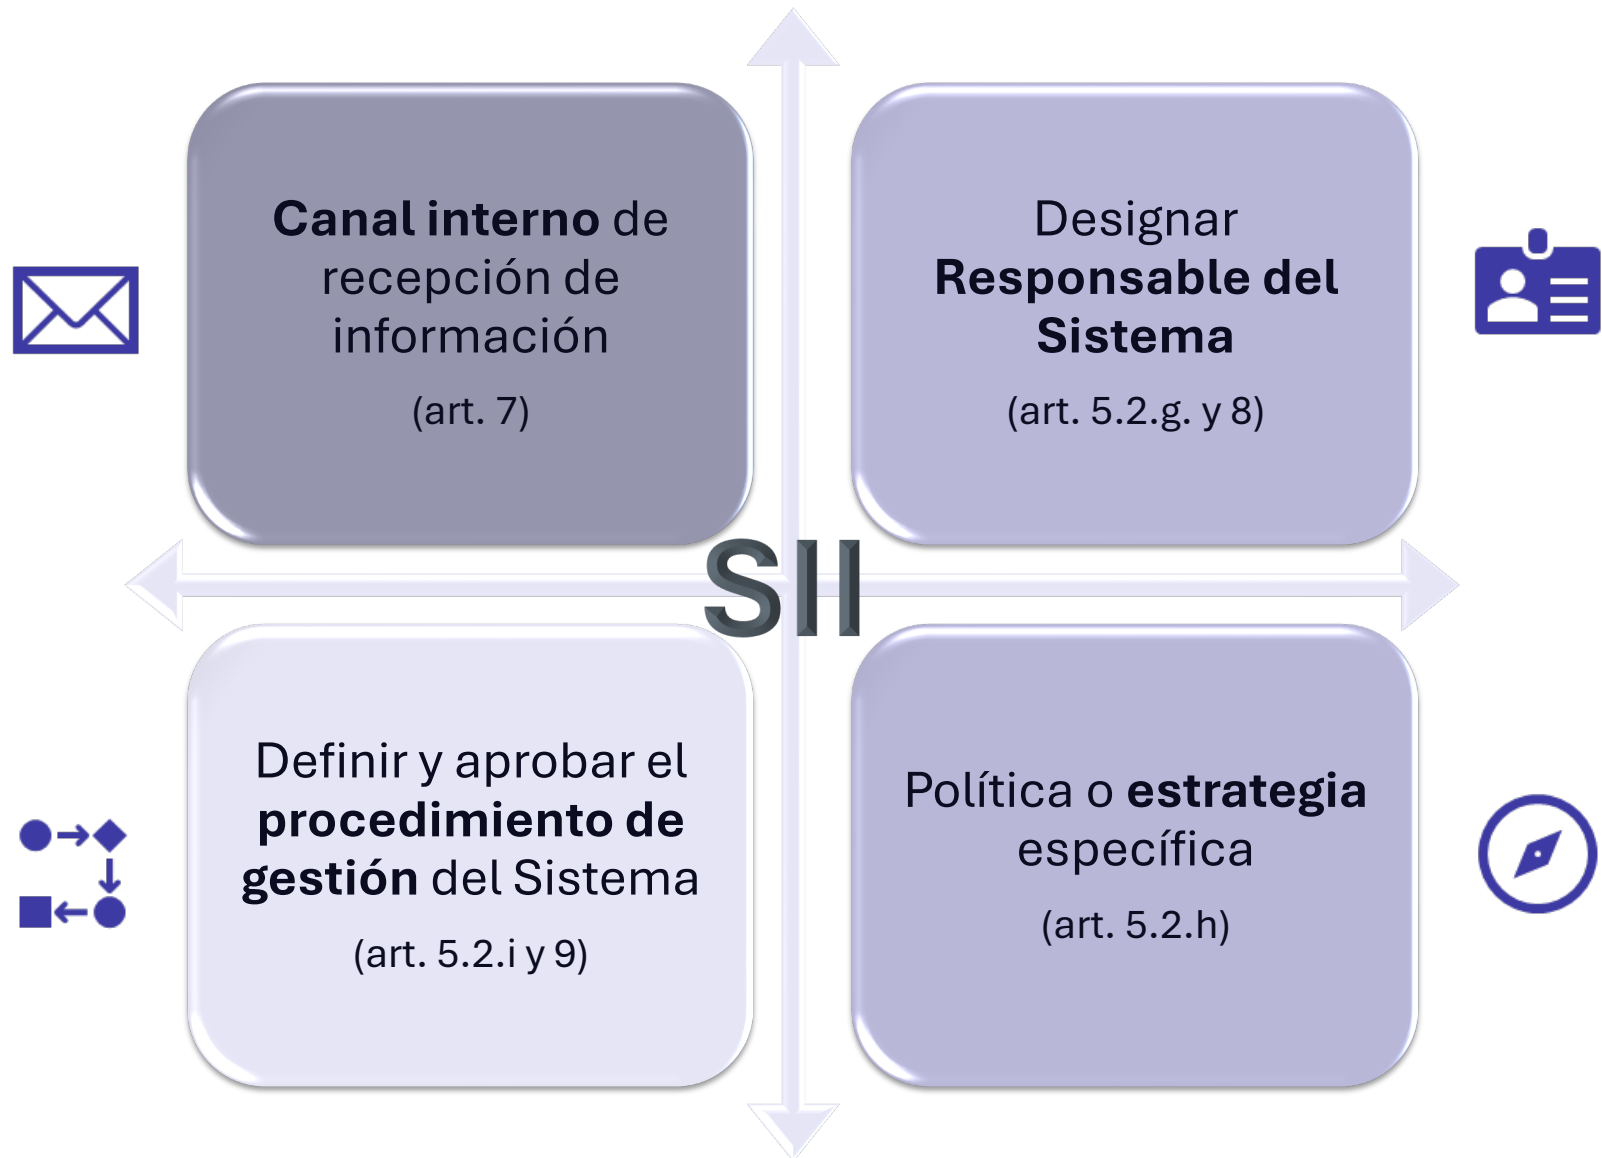 Canal interno de
recepción de
información
(art. 7)
Designar
Responsable del
Sistema
(art. 5.2.g. y 8)
SII
Definir y aprobar el
procedimiento de
gestión del Sistema
(art. 5.2.i y 9)
Política o estrategia
específica
(art. 5.2.h)